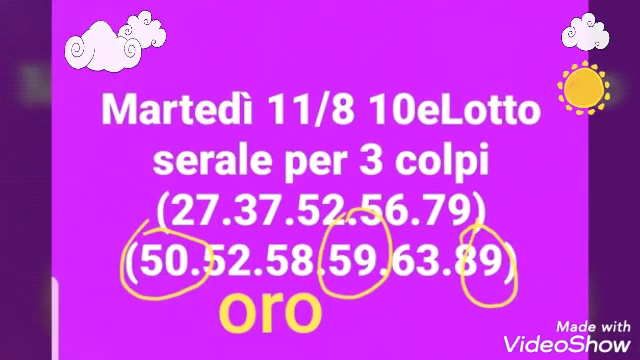 Martedì 11/8 10eLotto
serale per 3 colpi
(27.37.52.56.79)
(50.52.58.59.63.89)
oro
Made with
VideoShow